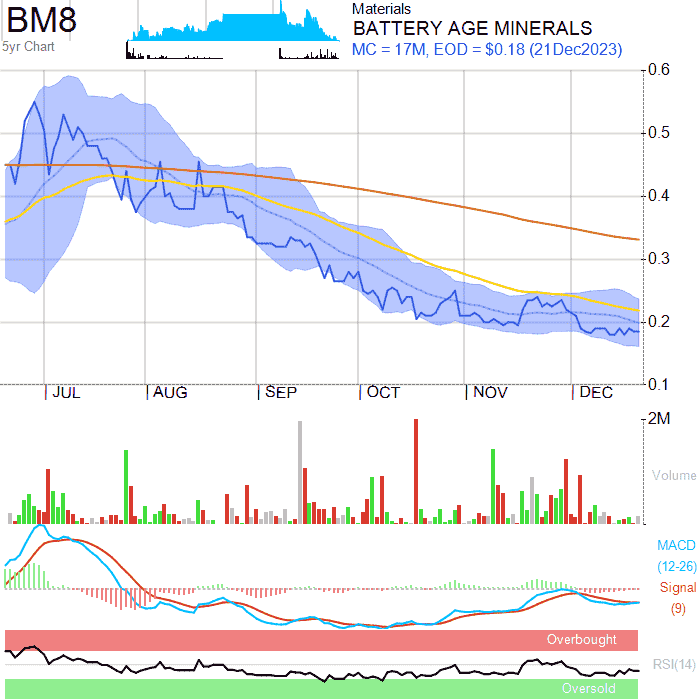 BM8
5yr Chart
Materials
BATTERY AGE MINERALS
MC = 17M, EOD = $0.18 (21Dec2023)
0.6
0.5
0.4
0.3
0.2
0.1
JUL AUG SEP OCT NOV DEC
2M
Volume
MACD
(12-26)
Signal
(9)
Overbought
RSI(14)
Oversold